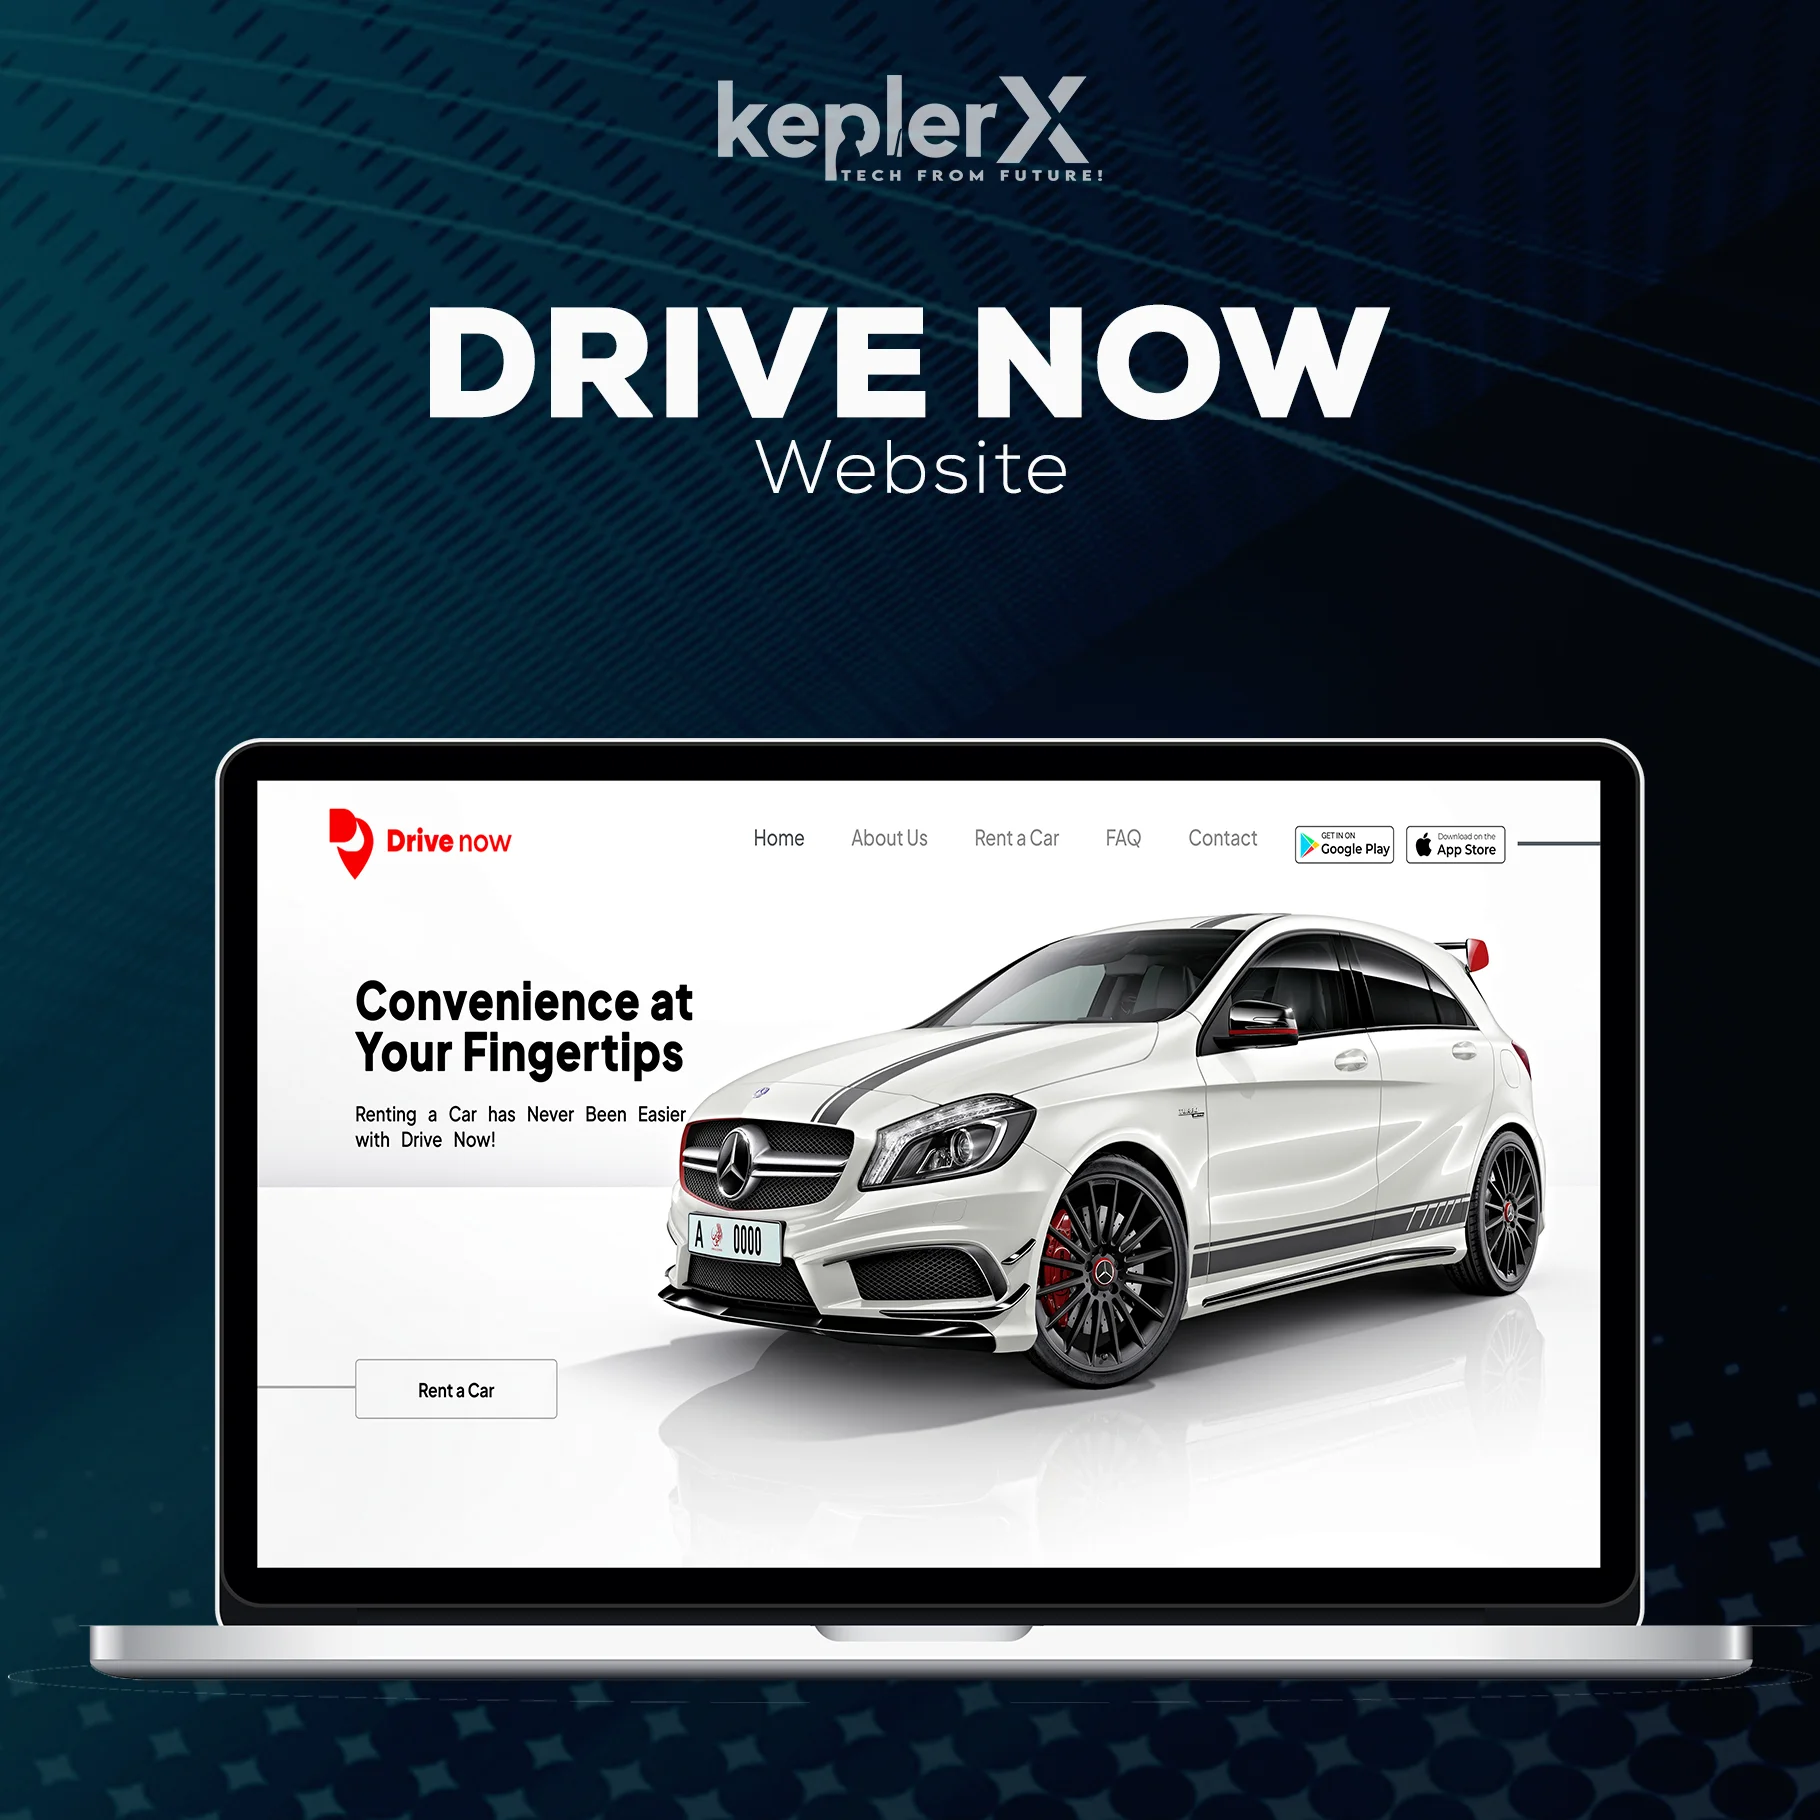 keplerX
TECH FROM FUTURE!
DRIVE NOW
Website
Drive now
Home
About Us
Rent a Car
FAQ
Contact
GET IN ON
Google Play
Download on the
App Store
Convenience at
Your Fingertips
Renting a Car has Never Been Easier
with Drive Now!
A 0000
Rent a Car